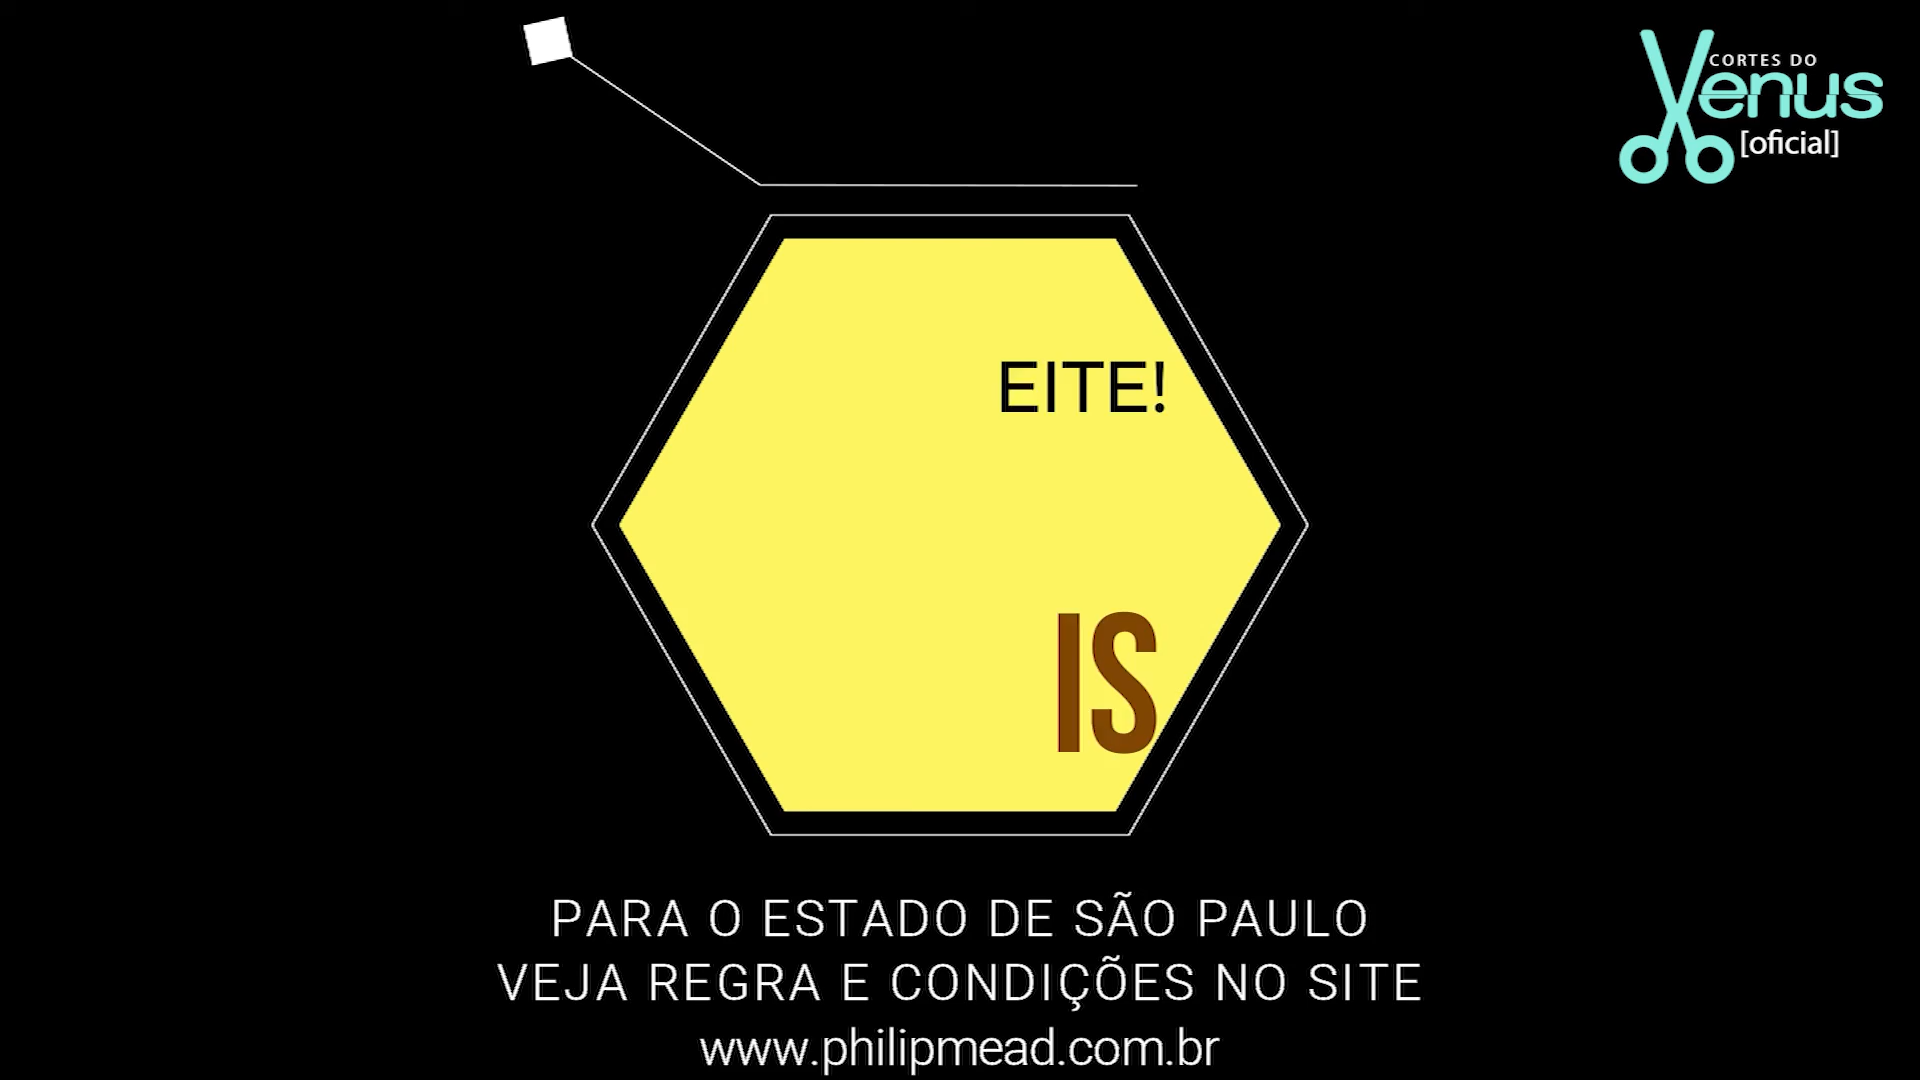 CORTES DO
Venus
[oficial]
EITE!
IS
PARA O ESTADO DE SÃO PAULO
VEJA REGRA E CONDIÇÕES NO SITE
www.philipmead.com.br